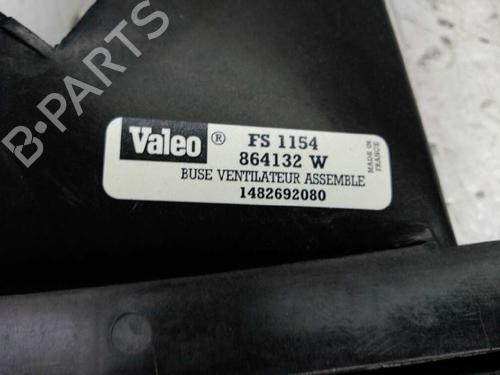 B-PARTS
Valeo ® FS 1154
864132 W
BUSE VENTILATEUR ASSEMBLE
1482692080
MADE IN
FRANCE